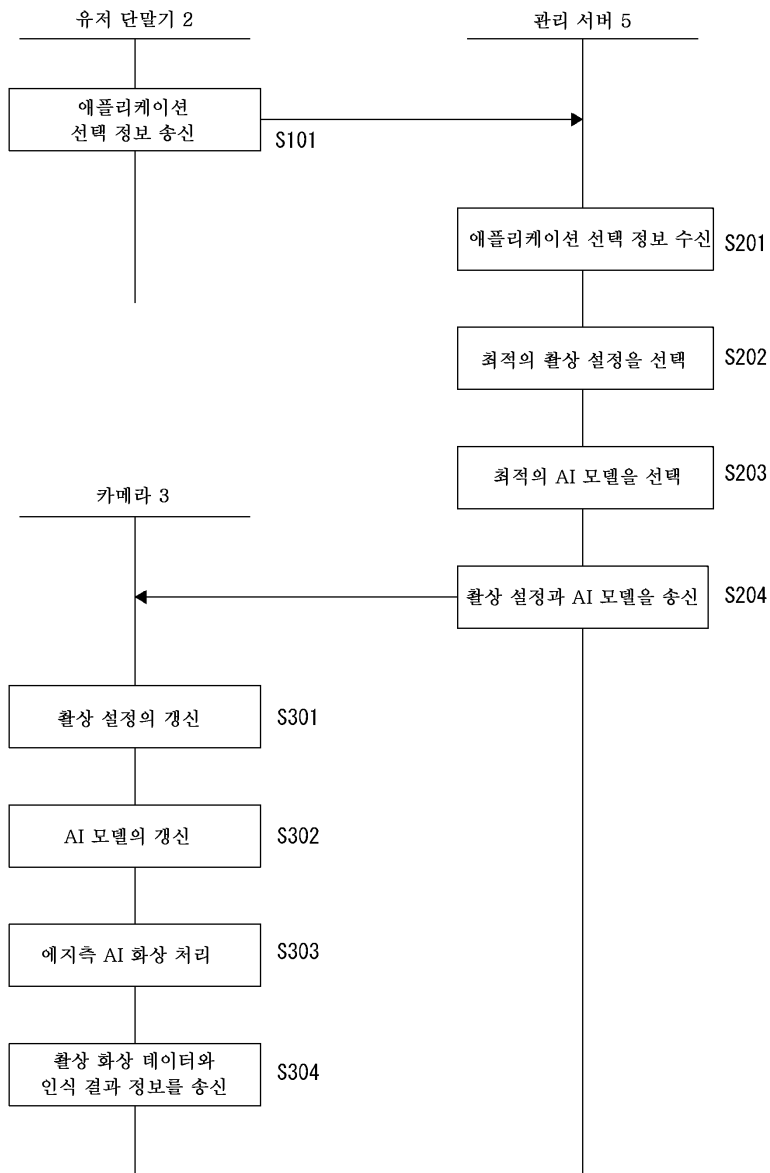 유저 단말기 2
관리 서버 5
애플리케이션
선택 정보 송신
S101
애플리케이션 선택 정보 수신
S201
최적의 촬상 설정을 선택
S202
최적의 AI 모델을 선택
S203
카메라 3
촬상 설정과 AI 모델을 송신
S204
촬상 설정의 갱신
S301
AI 모델의 갱신
S302
에지측 AI 화상 처리
S303
촬상 화상 데이터와
인식 결과 정보를 송신
S304